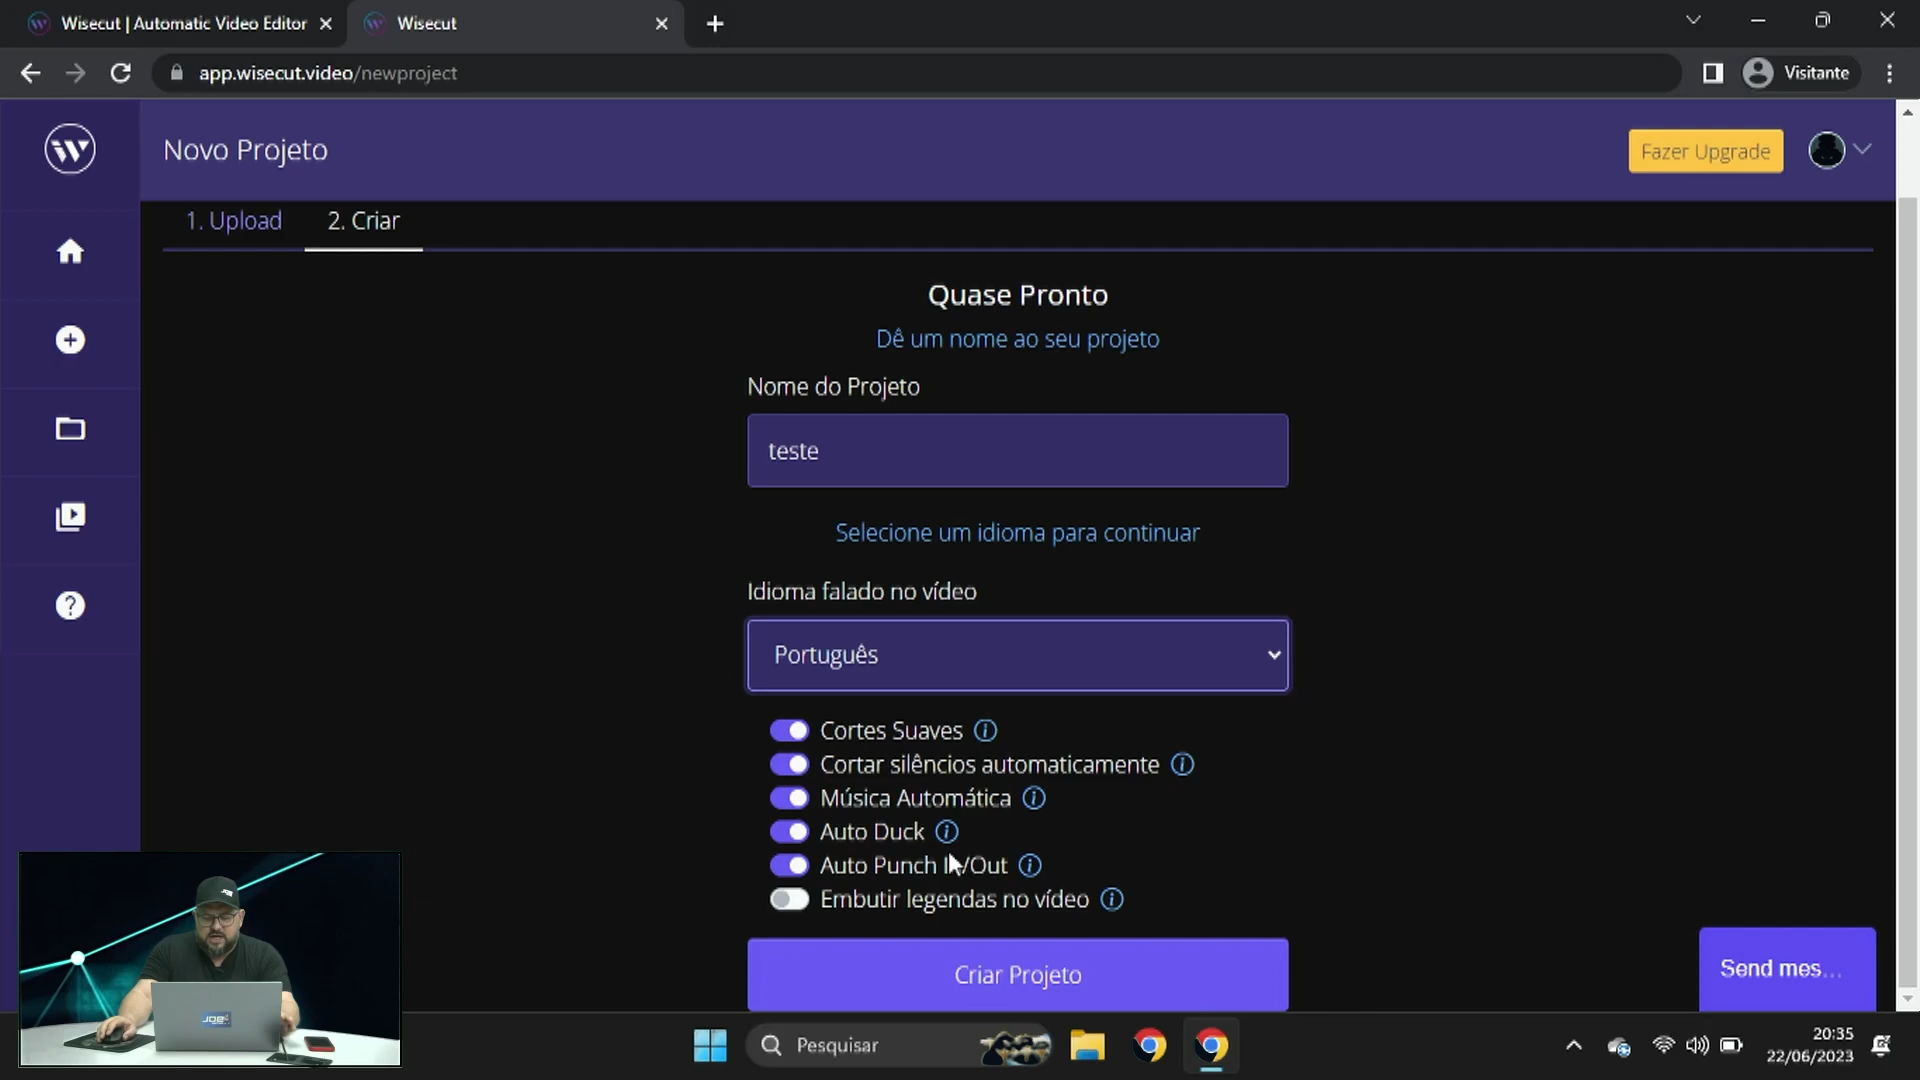 Wisecut | Automatic Video Editor
Wisecut
app.wisecut.video/newproject
Visitante
Novo Projeto
Fazer Upgrade
1. Upload
2. Criar
Quase Pronto
Dê um nome ao seu projeto
Nome do Projeto
teste
Selecione um idioma para continuar
Idioma falado no vídeo
Português
Cortes Suaves
Cortar silêncios automaticamente
Música Automática
Auto Duck
Auto Punch In/Out
Embutir legendas no vídeo
Criar Projeto
Send mes...
JOE
Pesquisar
20:35
22/06/2023